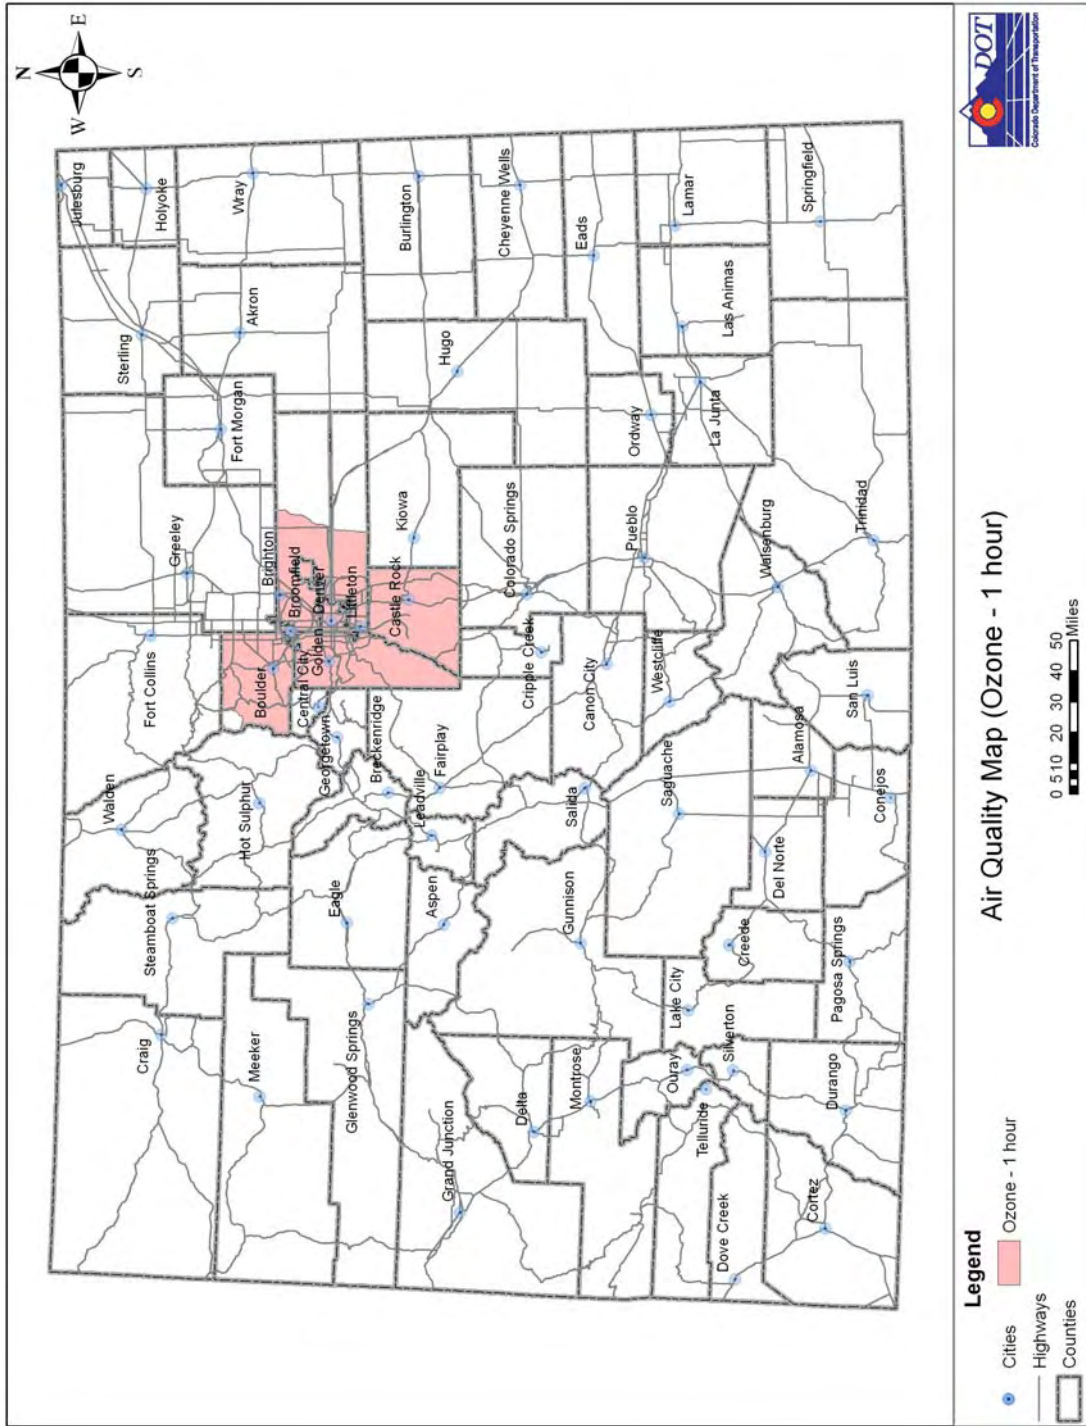 N
W
E
S
Julesburg
Holyoke
Sterling
Wray
Akron
Fort Morgan
Greeley
Fort Collins
Walden
Steamboat Springs
Craig
Meeker
Hot Sulphur
Boulder
Brighton
Broomfield
Central City
Golden
Denver
Littleton
Georgetown
Breckenridge
Castle Rock
Kiowa
Burlington
Hugo
Cheyenne Wells
Eagle
Glenwood Springs
Leadville
Fairplay
Aspen
Grand Junction
Colorado Springs
Cripple Creek
Delta
Montrose
Gunnison
Salida
Canon City
Westcliffe
Pueblo
Ordway
Eads
Lamar
Las Animas
La Junta
Springfield
Walsenburg
Trinidad
Saguache
Lake City
Ouray
Silverton
Telluride
Dove Creek
Creede
Del Norte
Alamosa
San Luis
Conejos
Pagosa Springs
Durango
Cortez
Legend
Cities
Highways
Counties
Ozone - 1 hour
Air Quality Map (Ozone - 1 hour)
0 5 10 20 30 40 50
Miles
DOT
Colorado Department of Transportation